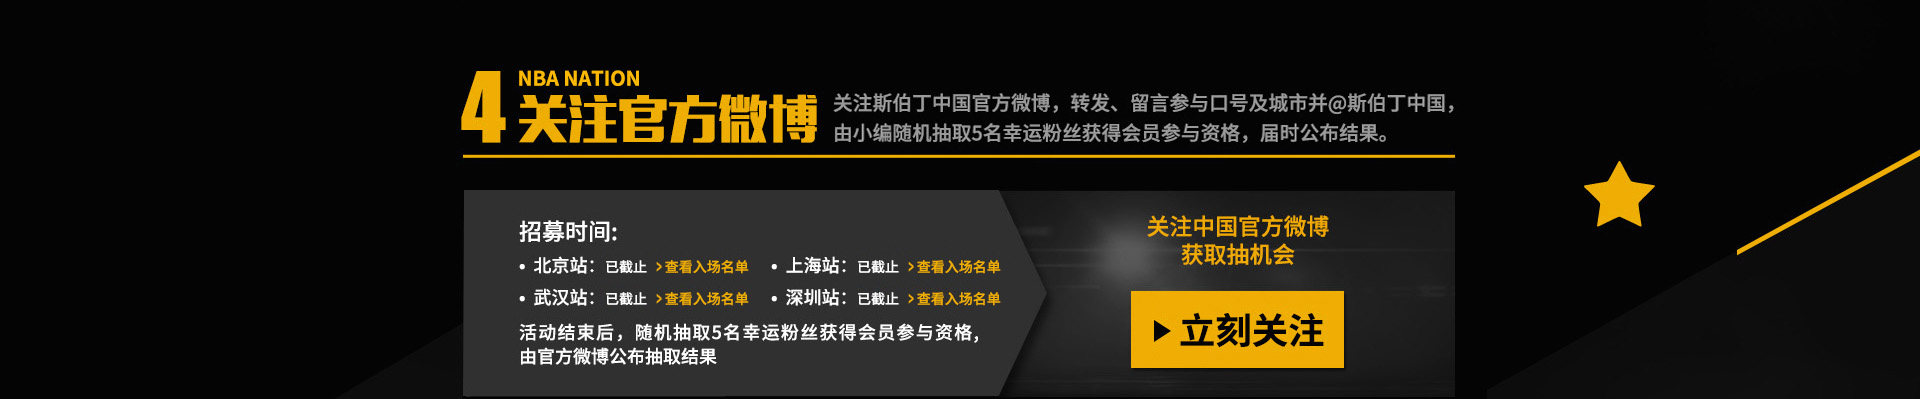 4
NBA NATION
关注官方微博
关注斯伯丁中国官方微博，转发、留言参与口号及城市并@斯伯丁中国，
由小编随机抽取5名幸运粉丝获得会员参与资格，届时公布结果。
招募时间:
• 北京站：已截止 >查看入场名单
• 上海站：已截止 >查看入场名单
• 武汉站：已截止 >查看入场名单
• 深圳站：已截止 >查看入场名单
活动结束后，随机抽取5名幸运粉丝获得会员参与资格，
由官方微博公布抽取结果
关注中国官方微博
获取抽机会
立刻关注